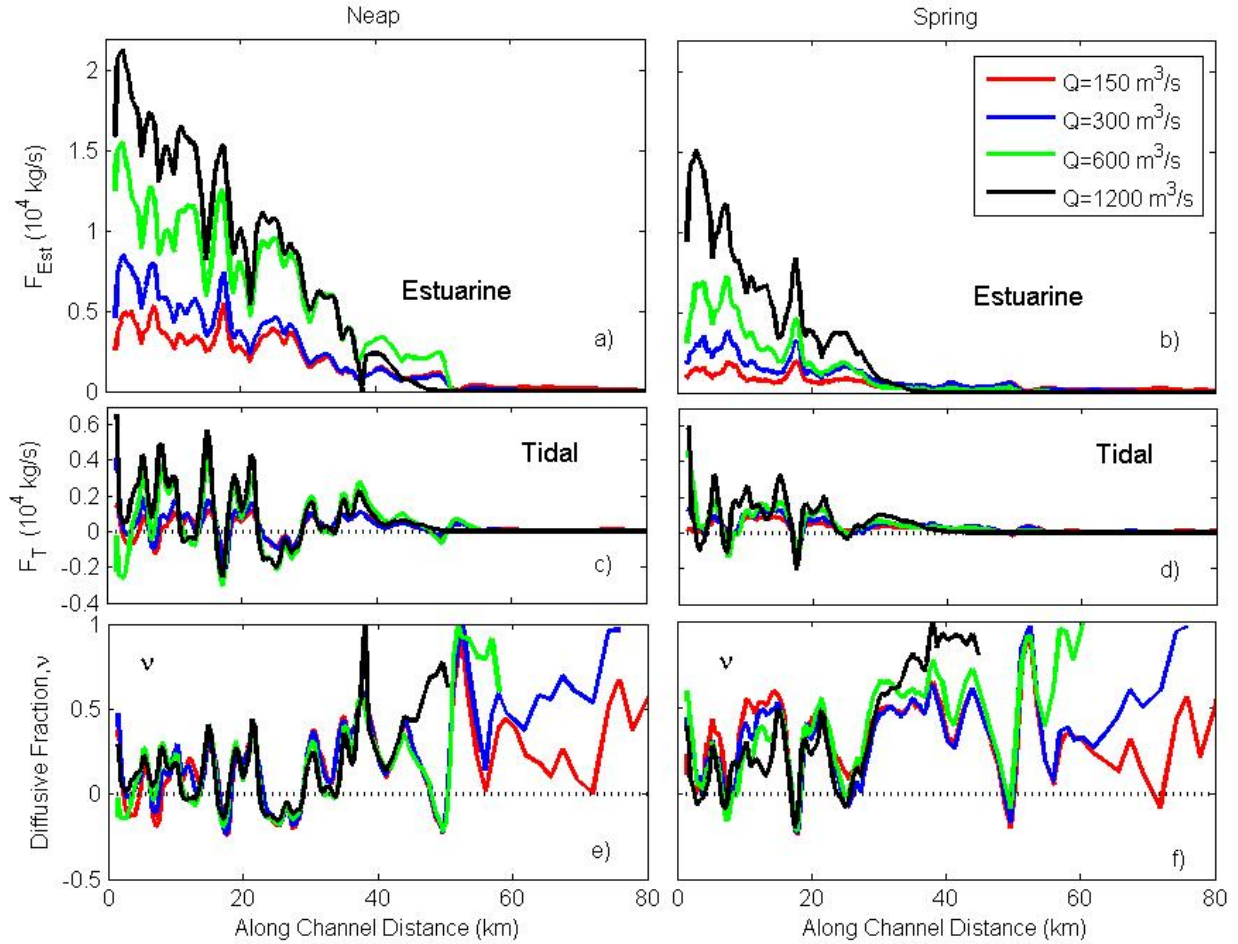 Neap
Spring
2
1.5
1
0.5
0
F_Est (10^4 kg/s)
Estuarine
a)
Q=150 m^3/s
Q=300 m^3/s
Q=600 m^3/s
Q=1200 m^3/s
Estuarine
b)
0.6
0.4
0.2
0
-0.2
-0.4
F_T (10^4 kg/s)
Tidal
c)
Tidal
d)
1
0.5
0
-0.5
Diffusive Fraction,ν
ν
e)
ν
f)
0 20 40 60 80
0 20 40 60 80
Along Channel Distance (km)
Along Channel Distance (km)